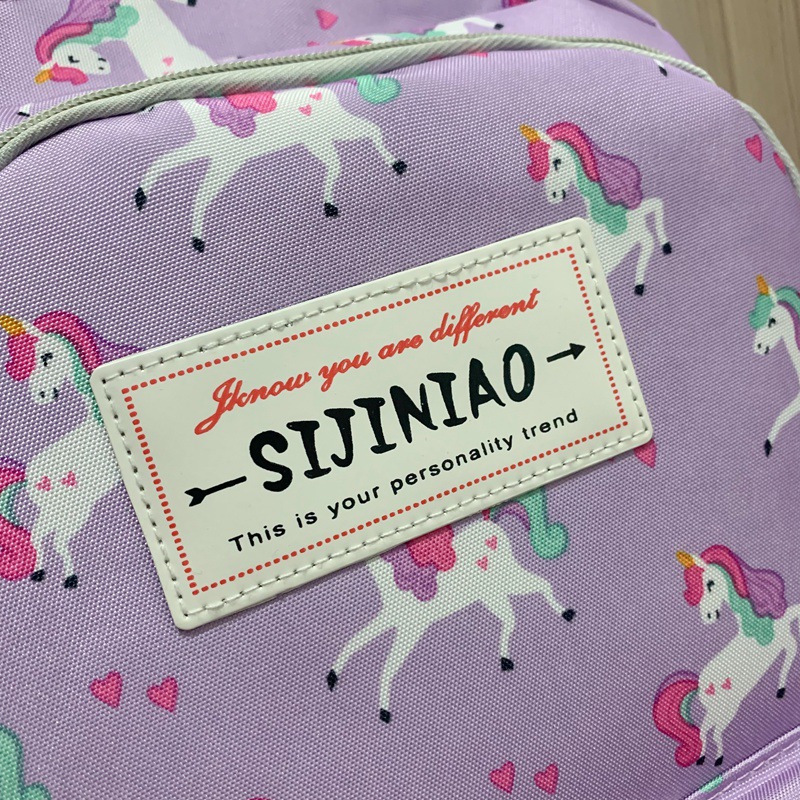 Jknow you are different
SIJINIAO
This is your personality trend